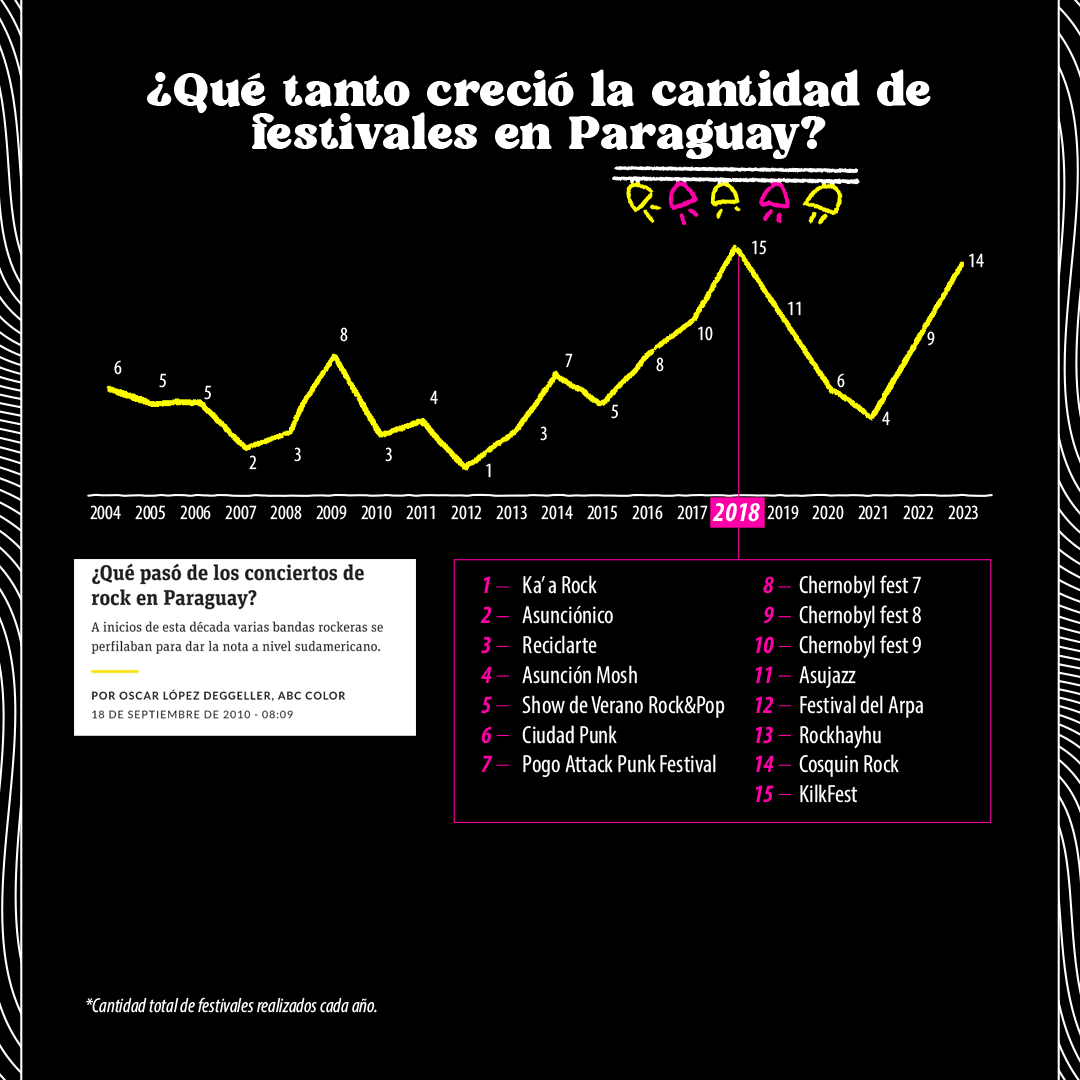 ¿Qué tanto creció la cantidad de
festivales en Paraguay?
15
14
11
10
9
8
8
7
6
6
5
5
5
4
4
3
3
3
2
1
2004 2005 2006 2007 2008 2009 2010 2011 2012 2013 2014 2015 2016 2017 2018 2019 2020 2021 2022 2023
¿Qué pasó de los conciertos de
rock en Paraguay?
A inicios de esta década varias bandas rockeras se
perfilaban para dar la nota a nivel sudamericano.
POR OSCAR LÓPEZ DEGGELLER, ABC COLOR
18 DE SEPTIEMBRE DE 2010 - 08:09
1 — Ka'a Rock
2 — Asunciónico
3 — Reciclarte
4 — Asunción Mosh
5 — Show de Verano Rock&Pop
6 — Ciudad Punk
7 — Pogo Attack Punk Festival
8 — Chernobyl fest 7
9 — Chernobyl fest 8
10 — Chernobyl fest 9
11 — Asujazz
12 — Festival del Arpa
13 — Rockhayhu
14 — Cosquin Rock
15 — KilkFest
*Cantidad total de festivales realizados cada año.